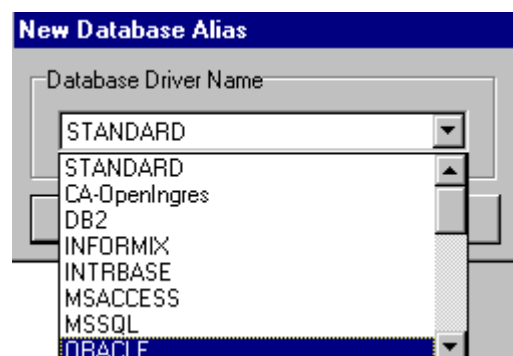 New Database Alias
Database Driver Name
STANDARD
STANDARD
CA-OpenIngres
DB2
INFORMIX
INTRBASE
MSACCESS
MSSQL
ORACLE